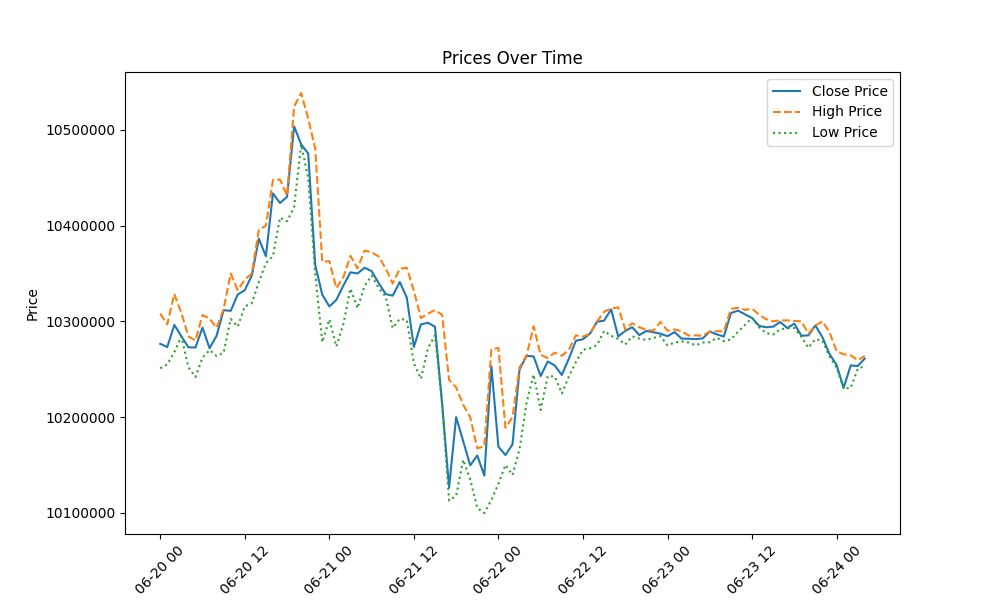 Prices Over Time
Close Price
High Price
Low Price
Price
10500000
10400000
10300000
10200000
10100000
06-20 00
06-20 12
06-21 00
06-21 12
06-22 00
06-22 12
06-23 00
06-23 12
06-24 00